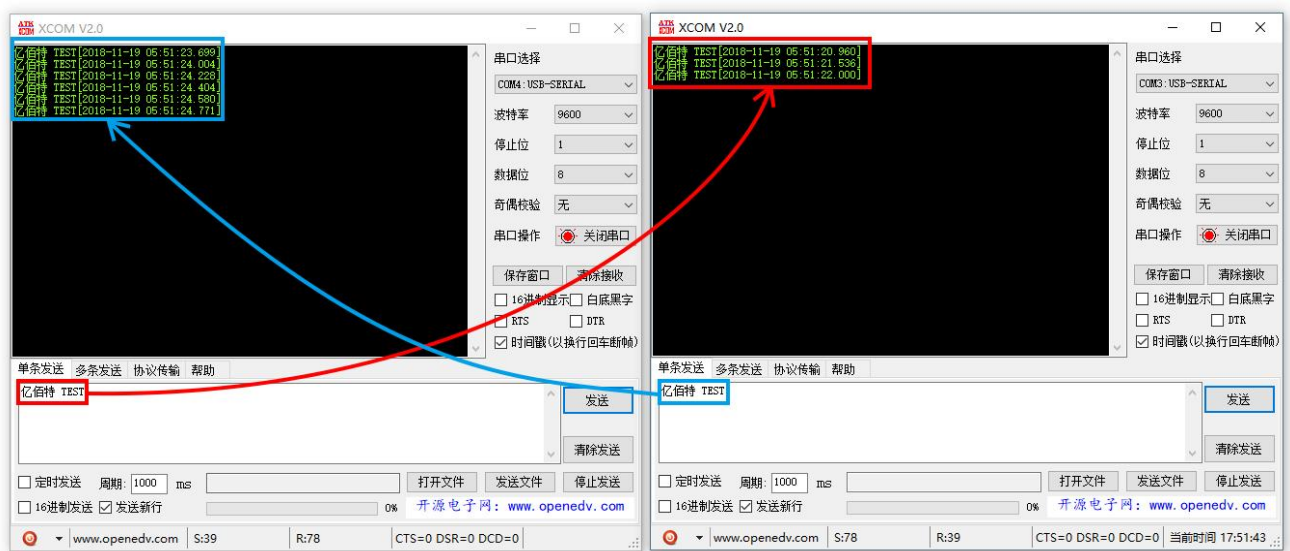 XCOM V2.0
亿佰特 TEST[2018-11-19 05:51:23.699]
亿佰特 TEST[2018-11-19 05:51:24.004]
亿佰特 TEST[2018-11-19 05:51:24.228]
亿佰特 TEST[2018-11-19 05:51:24.404]
亿佰特 TEST[2018-11-19 05:51:24.580]
亿佰特 TEST[2018-11-19 05:51:24.771]
串口选择
COM4:USB-SERIAL
波特率 9600
停止位 1
数据位 8
奇偶校验 无
串口操作 关闭串口
保存窗口 清除接收
16进制显示 白底黑字
RTS DTR
时间戳(以换行回车断帧)
单条发送 多条发送 协议传输 帮助
亿佰特 TEST
发送
清除发送
定时发送 周期: 1000 ms 打开文件 发送文件 停止发送
16进制发送 发送新行 0% 开源电子网：www.openedv.com
www.openedv.com S:39 R:78 CTS=0 DSR=0 DCD=0
XCOM V2.0
亿佰特 TEST[2018-11-19 05:51:20.960]
亿佰特 TEST[2018-11-19 05:51:21.536]
亿佰特 TEST[2018-11-19 05:51:22.000]
串口选择
COM3:USB-SERIAL
波特率 9600
停止位 1
数据位 8
奇偶校验 无
串口操作 关闭串口
保存窗口 清除接收
16进制显示 白底黑字
RTS DTR
时间戳(以换行回车断帧)
单条发送 多条发送 协议传输 帮助
亿佰特 TEST
发送
清除发送
定时发送 周期: 1000 ms 打开文件 发送文件 停止发送
16进制发送 发送新行 0% 开源电子网：www.openedv.com
www.openedv.com S:78 R:39 CTS=0 DSR=0 DCD=0 当前时间 17:51:43